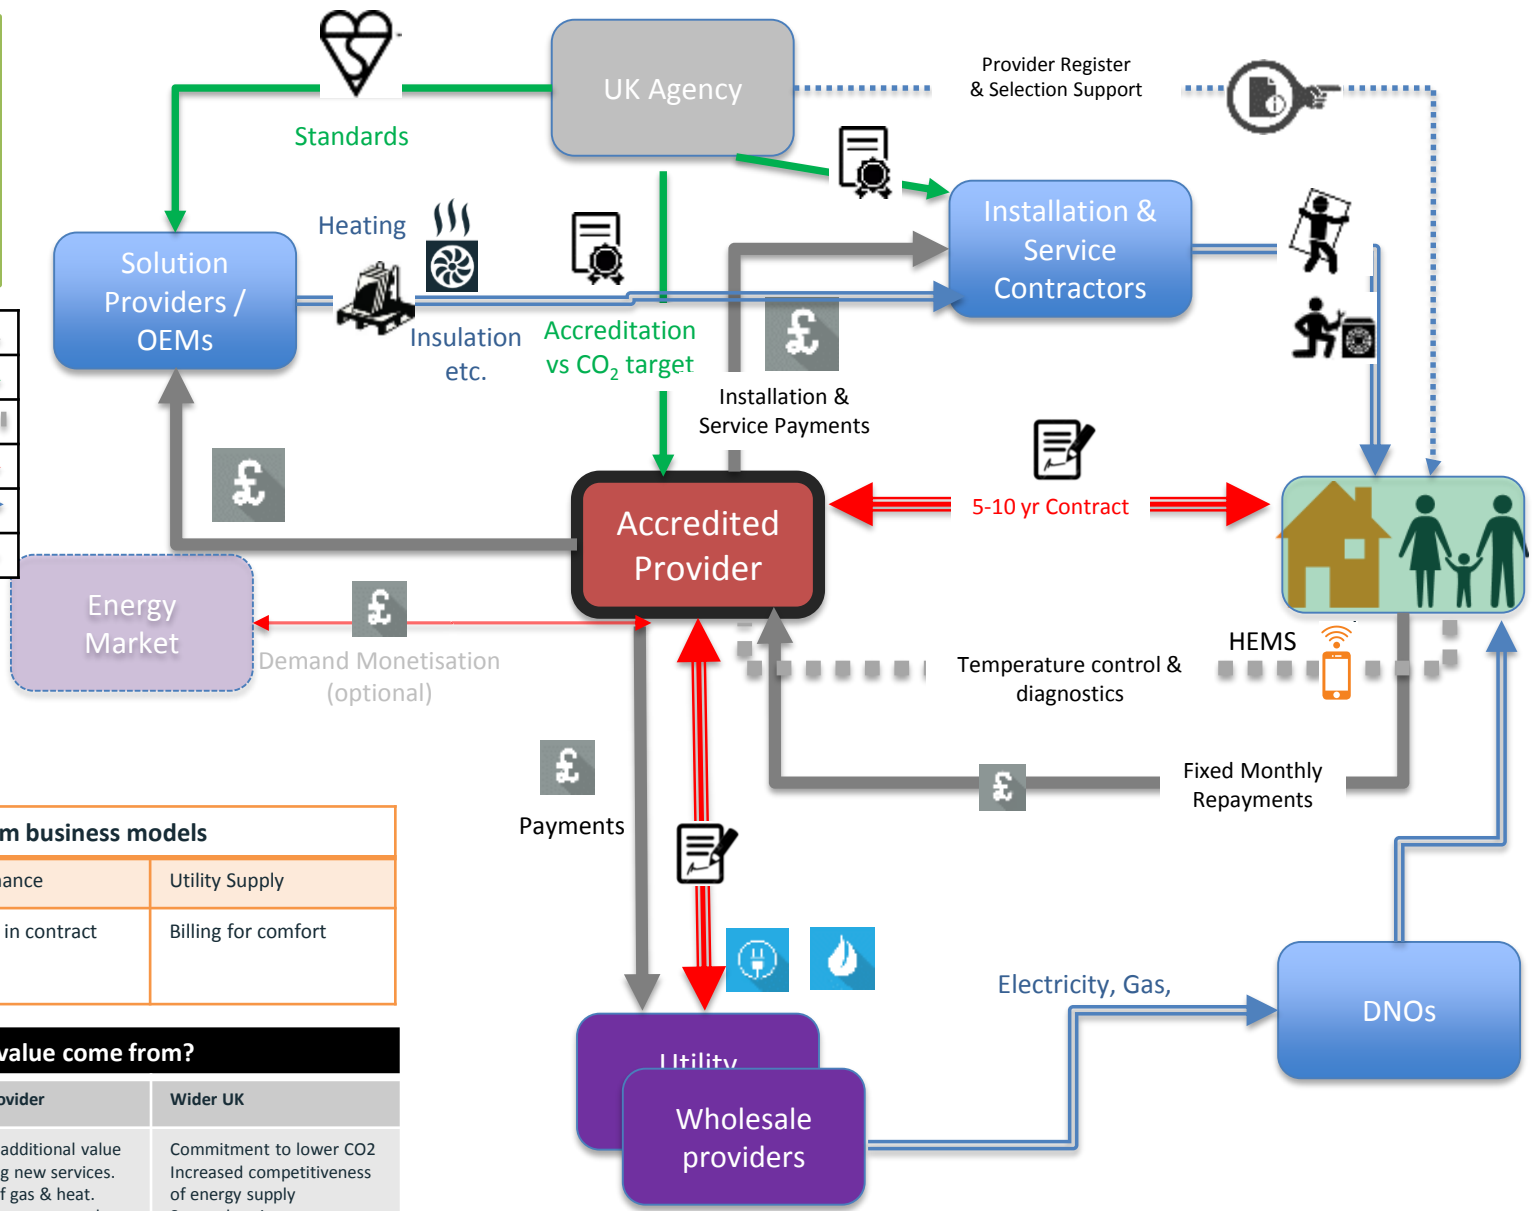 UK Agency
Provider Register
& Selection Support
Standards
Heating
Installation &
Service
Contractors
Solution
Providers /
OEMs
Insulation
etc.
Accreditation
vs CO2 target
£
Installation &
Service Payments
£
5-10 yr Contract
Accredited
Provider
Energy
Market
£
Demand Monetisation
(optional)
HEMS
Temperature control &
diagnostics
£
Payments
£
Fixed Monthly
Repayments
m business models
nance
Utility Supply
in contract
Billing for comfort
Electricity, Gas,
DNOs
value come from?
Utility
Wholesale
providers
ovider
Wider UK
additional value
g new services.
f gas & heat.
Commitment to lower CO2
Increased competitiveness
of energy supply